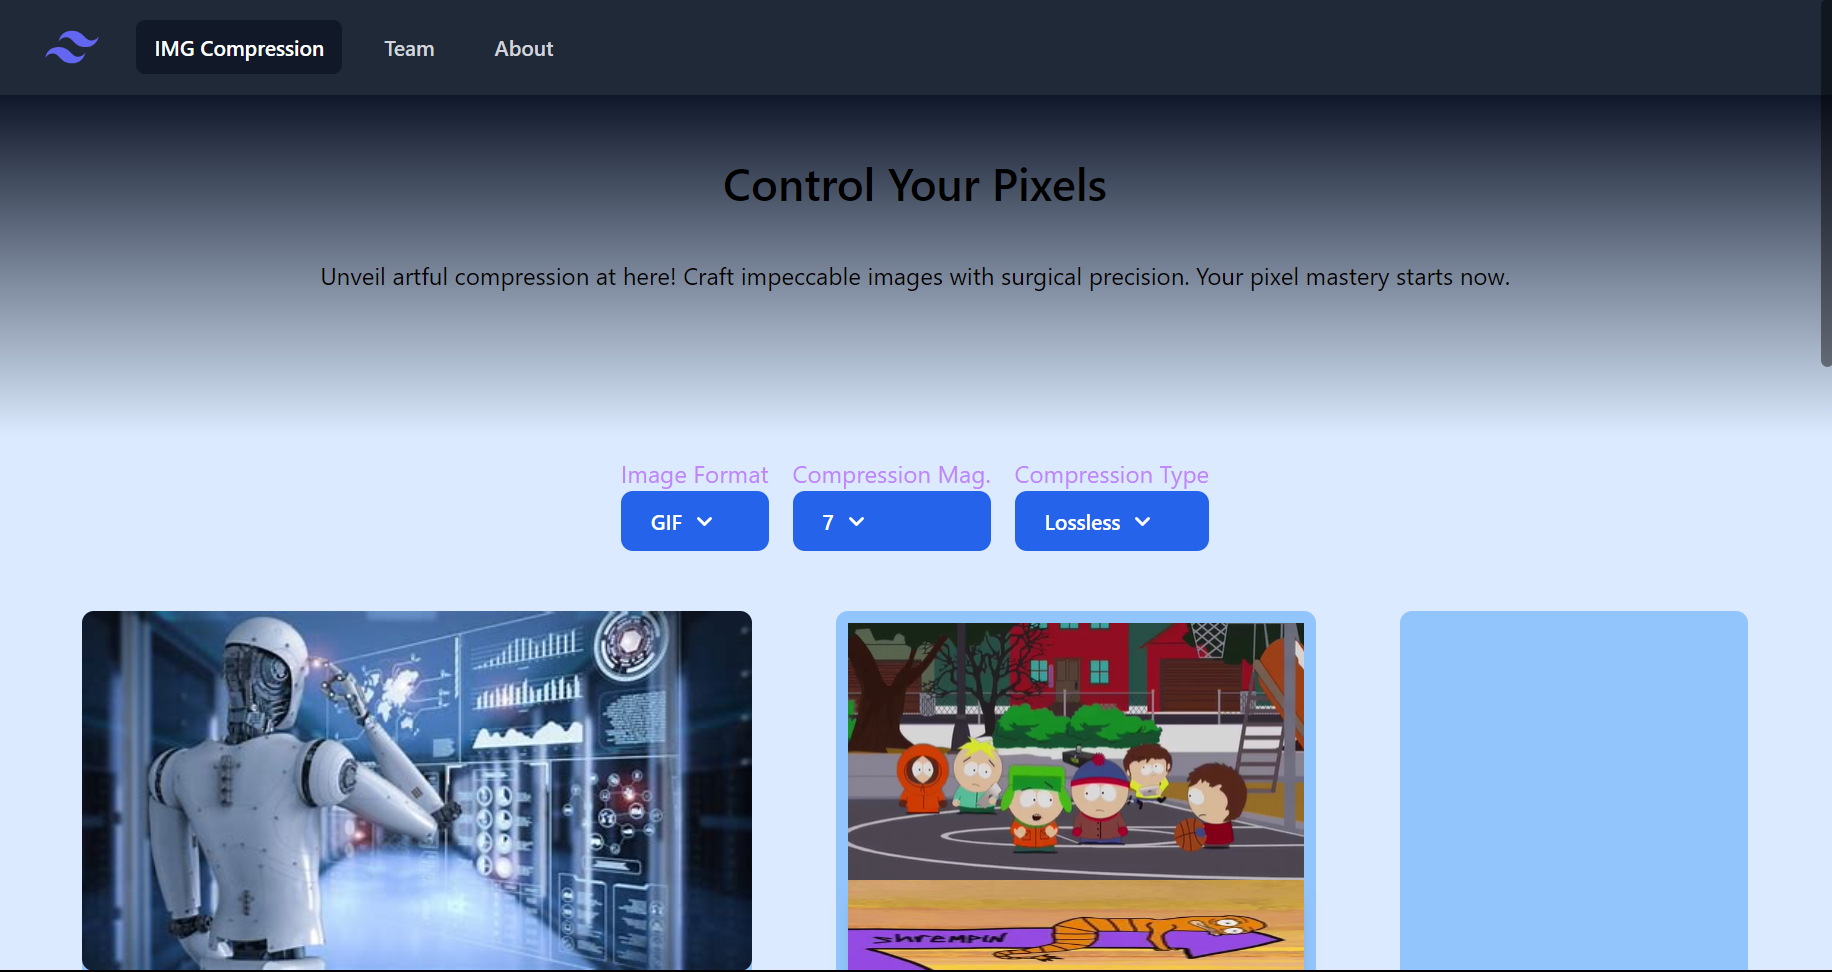 IMG Compression Team About
Control Your Pixels
Unveil artful compression at here! Craft impeccable images with surgical precision. Your pixel mastery starts now.
Image Format Compression Mag. Compression Type
GIF 7 Lossless
shrempin